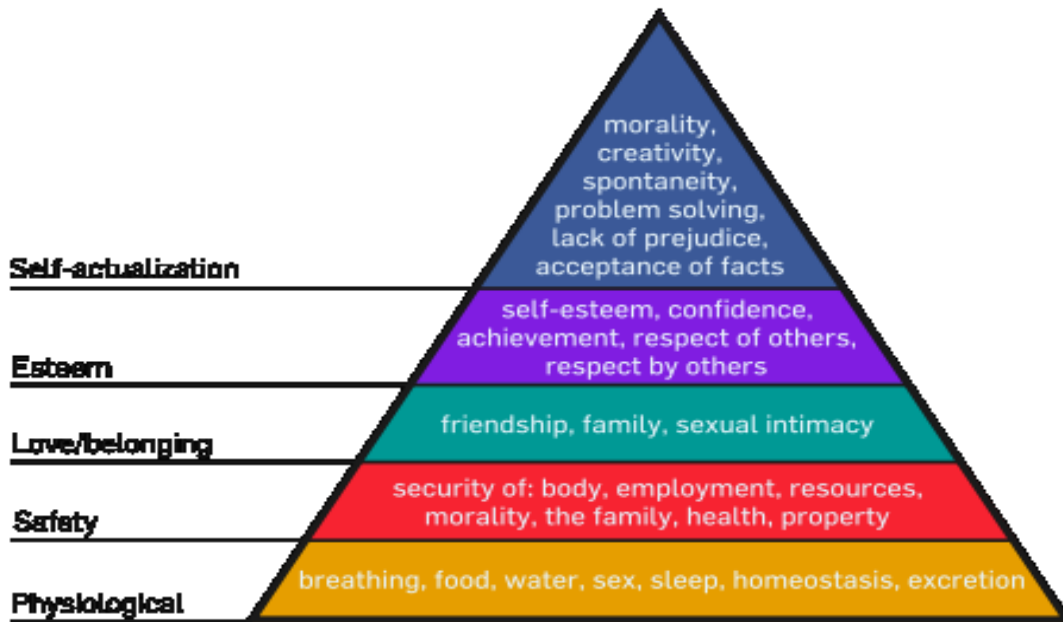 morality,
creativity,
spontaneity,
problem solving,
lack of prejudice,
acceptance of facts
Self-actualization
self-esteem, confidence,
achievement, respect of others,
respect by others
Esteem
friendship, family, sexual intimacy
Love/belonging
security of: body, employment, resources,
morality, the family, health, property
Safety
breathing, food, water, sex, sleep, homeostasis, excretion
Physiological